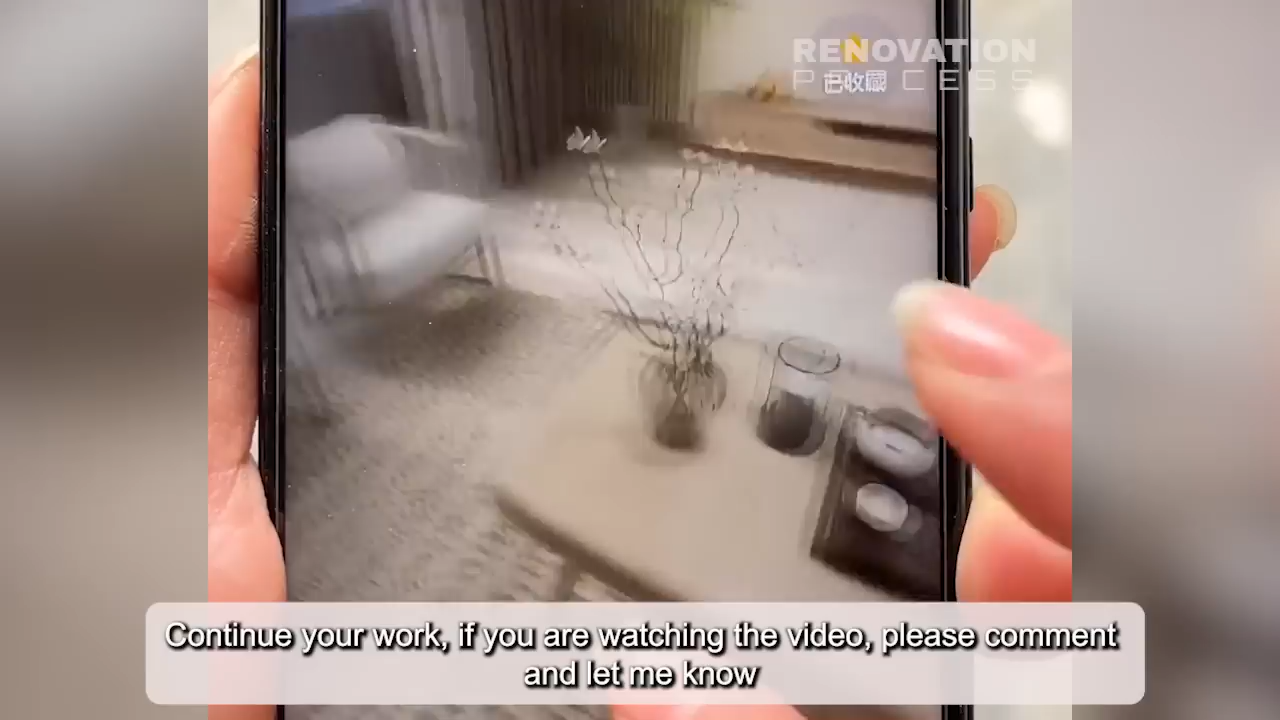 RENOVATION
PROCESS
已收藏
Continue your work, if you are watching the video, please comment
and let me know